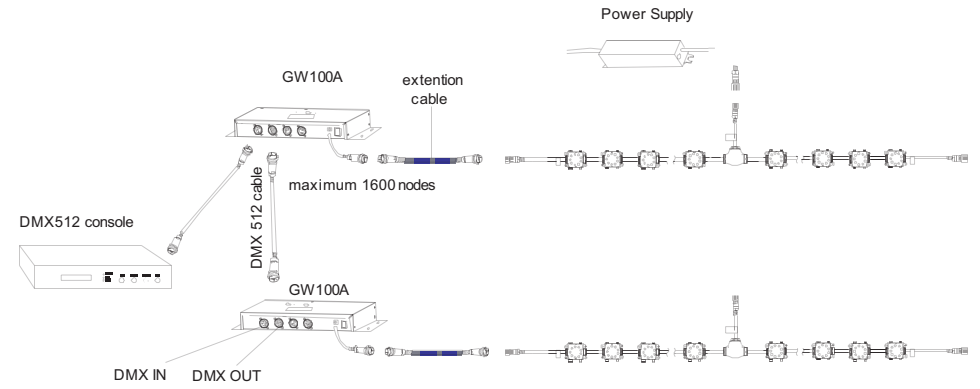 Power Supply
GW100A
extention
cable
maximum 1600 nodes
DMX 512 cable
DMX512 console
GW100A
DMX IN
DMX OUT